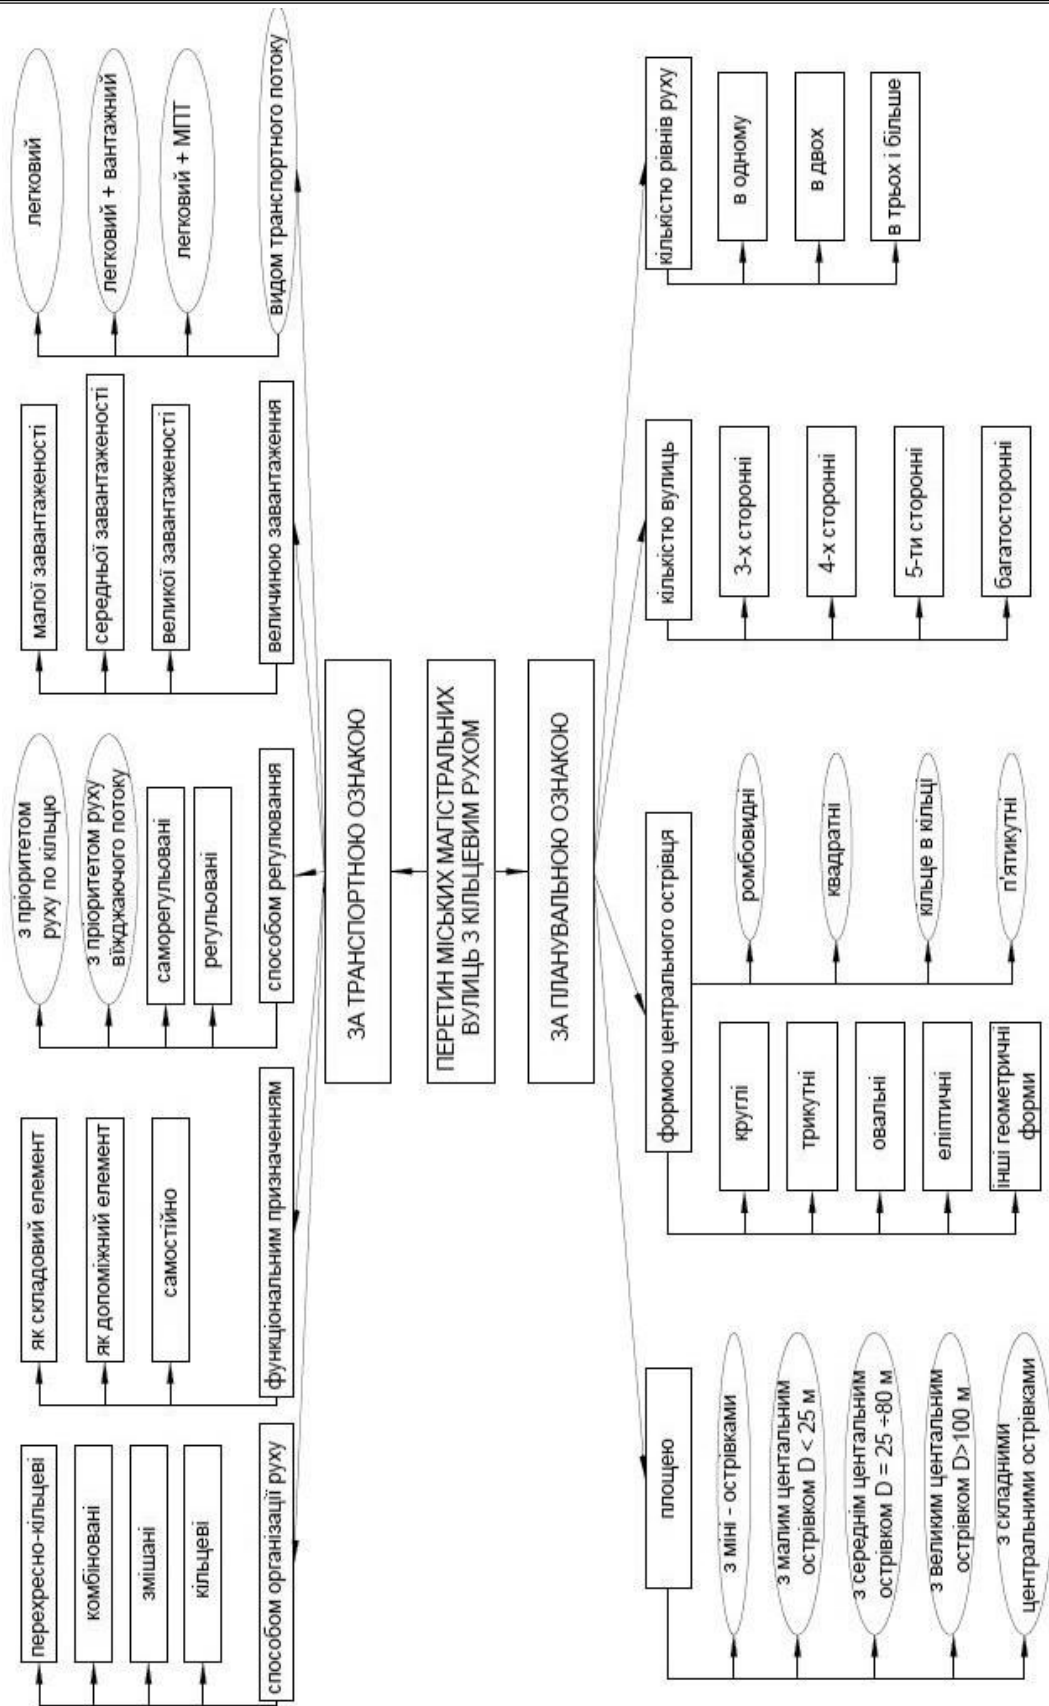 перехресно-кільцеві
комбіновані
змішані
кільцеві
способом організації руху
як складовий елемент
як допоміжний елемент
самостійно
функціональним призначенням
з пріоритетом
руху по кільцю
з пріоритетом руху
вїжджаючого потоку
саморегульовані
регульовані
способом регулювання
малої завантаженості
середньої завантаженості
великої завантаженості
величиною завантаження
легковий
легковий + вантажний
легковий + МПТ
видом транспортного потоку
ЗА ТРАНСПОРТНОЮ ОЗНАКОЮ
ПЕРЕТИН МІСЬКИХ МАГІСТРАЛЬНИХ
ВУЛИЦЬ З КІЛЬЦЕВИМ РУХОМ
ЗА ПЛАНУВАЛЬНОЮ ОЗНАКОЮ
площею
з міні - острівками
з малим центальним
острівком D < 25 м
з середнім центальним
острівком D = 25 ÷80 м
з великим центальним
острівком D>100 м
з складними
центральними острівками
формою центрального острівця
круглі
трикутні
овальні
еліптичні
інші геометричні
форми
ромбовидні
квадратні
кільце в кільці
п'ятикутні
кількістю вулиць
3-х сторонні
4-х сторонні
5-ти сторонні
багатосторонні
кількістю рівнів руху
в одному
в двох
в трьох і більше